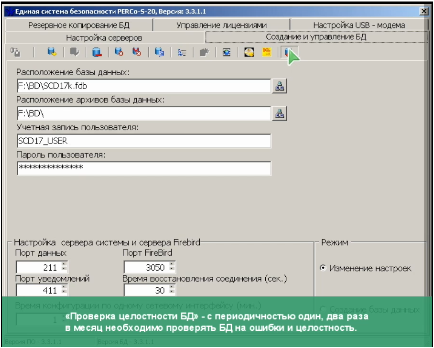 Единая система безопасности PERCo-S-20, Версия: 3.3.1.1
Резервное копирование БД Управление лицензиями Настройка USB - модема
Настройка серверов Создание и управление БД
Расположение базы данных:
F:\BD\SCD17k.fdb
Расположение архивов базы данных:
F:\BD\
Учетная запись пользователя:
SCD17_USER
Пароль пользователя:
**************
Настройка сервера системы и сервера Firebird Режим
Порт данных Порт FireBird
211 3050
Изменение настроек
Порт уведомлений Время восстановления соединения (сек.)
411 30
«Проверка целостности БД» - с периодичностью один, два раза
в месяц необходимо проверять БД на ошибки и целостность.